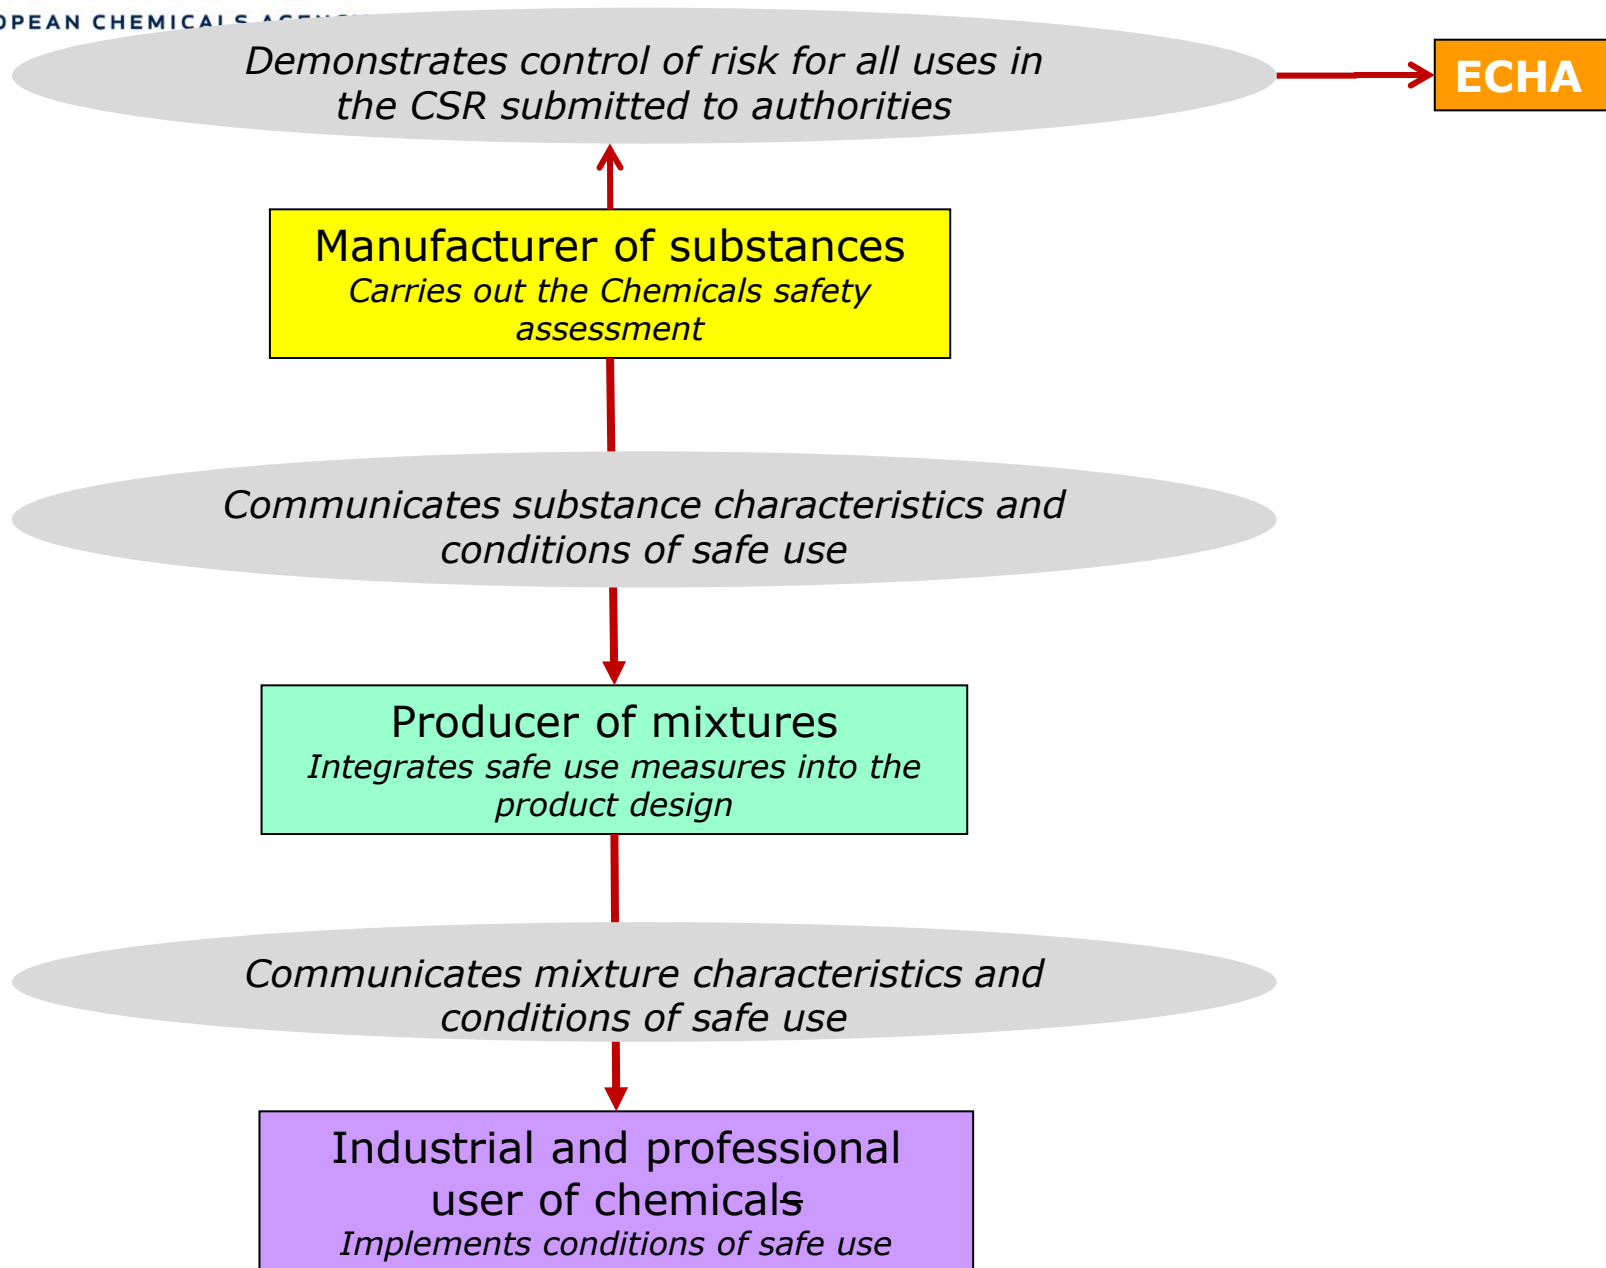 CHEMICALS
Demonstrates control of risk for all uses in
the CSR submitted to authorities
ECHA
Manufacturer of substances
Carries out the Chemicals safety
assessment
Communicates substance characteristics and
conditions of safe use
Producer of mixtures
Integrates safe use measures into the
product design
Communicates mixture characteristics and
conditions of safe use
Industrial and professional
user of chemicals
Implements conditions of safe use